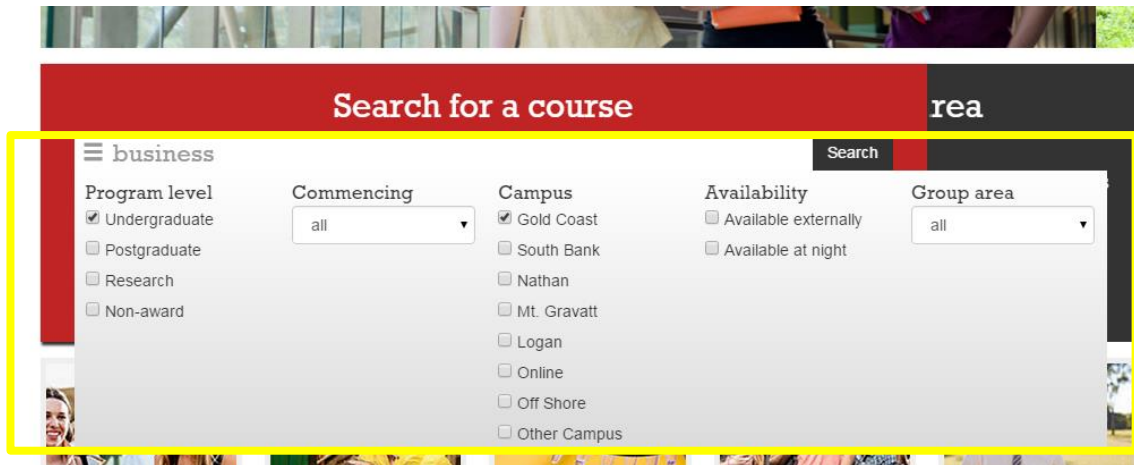 Search for a course
rea
business
Search
Program level
Undergraduate
Postgraduate
Research
Non-award
Commencing
all
Campus
Gold Coast
South Bank
Nathan
Mt. Gravatt
Logan
Online
Off Shore
Other Campus
Availability
Available externally
Available at night
Group area
all